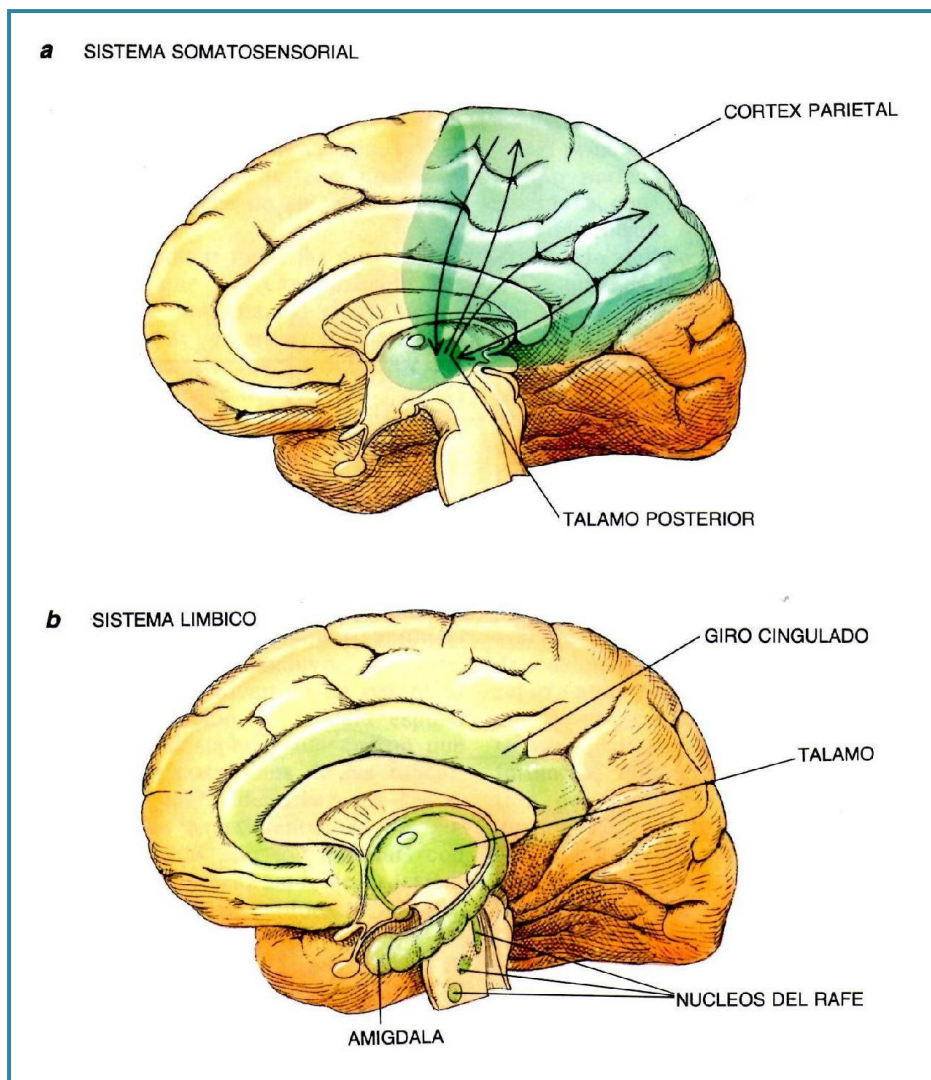 a SISTEMA SOMATOSENSORIAL
CORTEX PARIETAL
TALAMO POSTERIOR
b SISTEMA LIMBICO
GIRO CINGULADO
TALAMO
NUCLEOS DEL RAFE
AMIGDALA